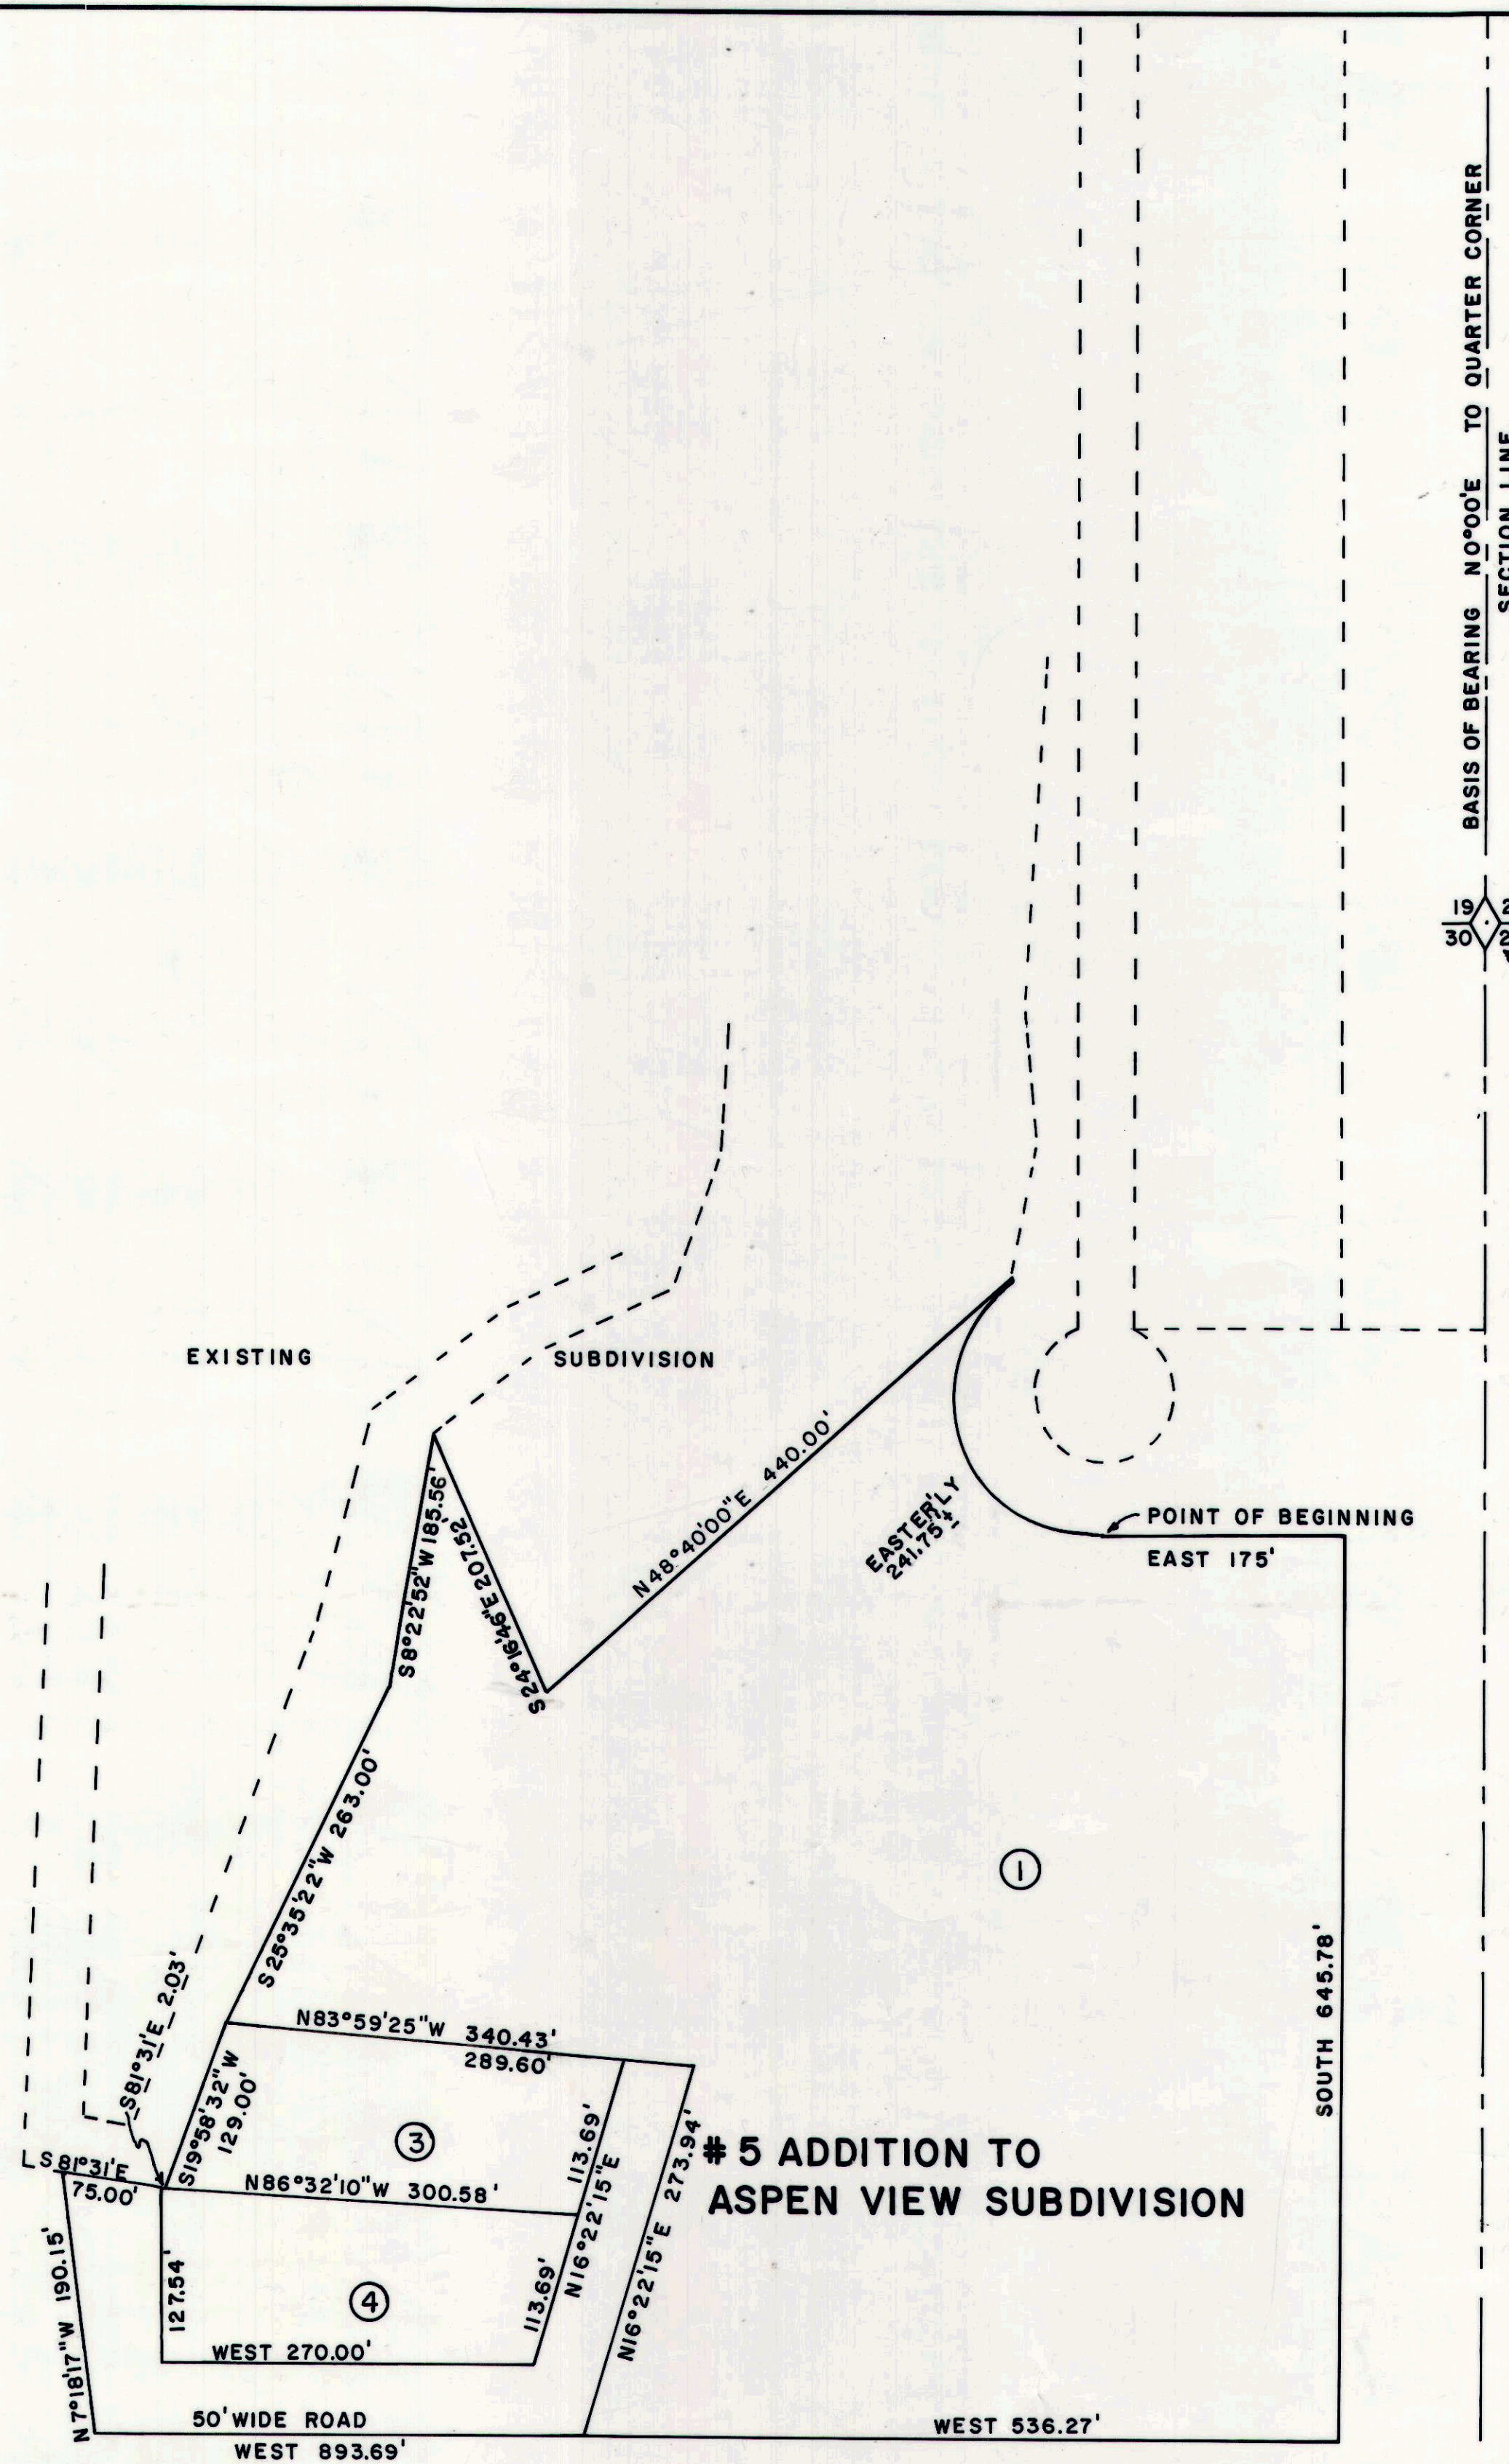 BASIS OF BEARING N0°00'E TO QUARTER CORNER
SECTION LINE
19
30
EXISTING SUBDIVISION
POINT OF BEGINNING
EAST 175'
EASTER'LY
241.75'±
N48°40'00"E 440.00'
S8°22'52"W 185.56'
S24°16'46"E 207.52'
S25°35'22"W 263.00'
①
SOUTH 645.78'
S81°31'E 2.03'
N83°59'25"W 340.43'
289.60'
S19°58'32"W
129.00'
③
113.69'
N16°22'15"E
N16°22'15"E 273.94'
# 5 ADDITION TO
ASPEN VIEW SUBDIVISION
S81°31'E
75.00'
N86°32'10"W 300.58'
N7°18'17"W 190.15'
127.54'
④
113.69'
WEST 270.00'
50' WIDE ROAD
WEST 893.69'
WEST 536.27'